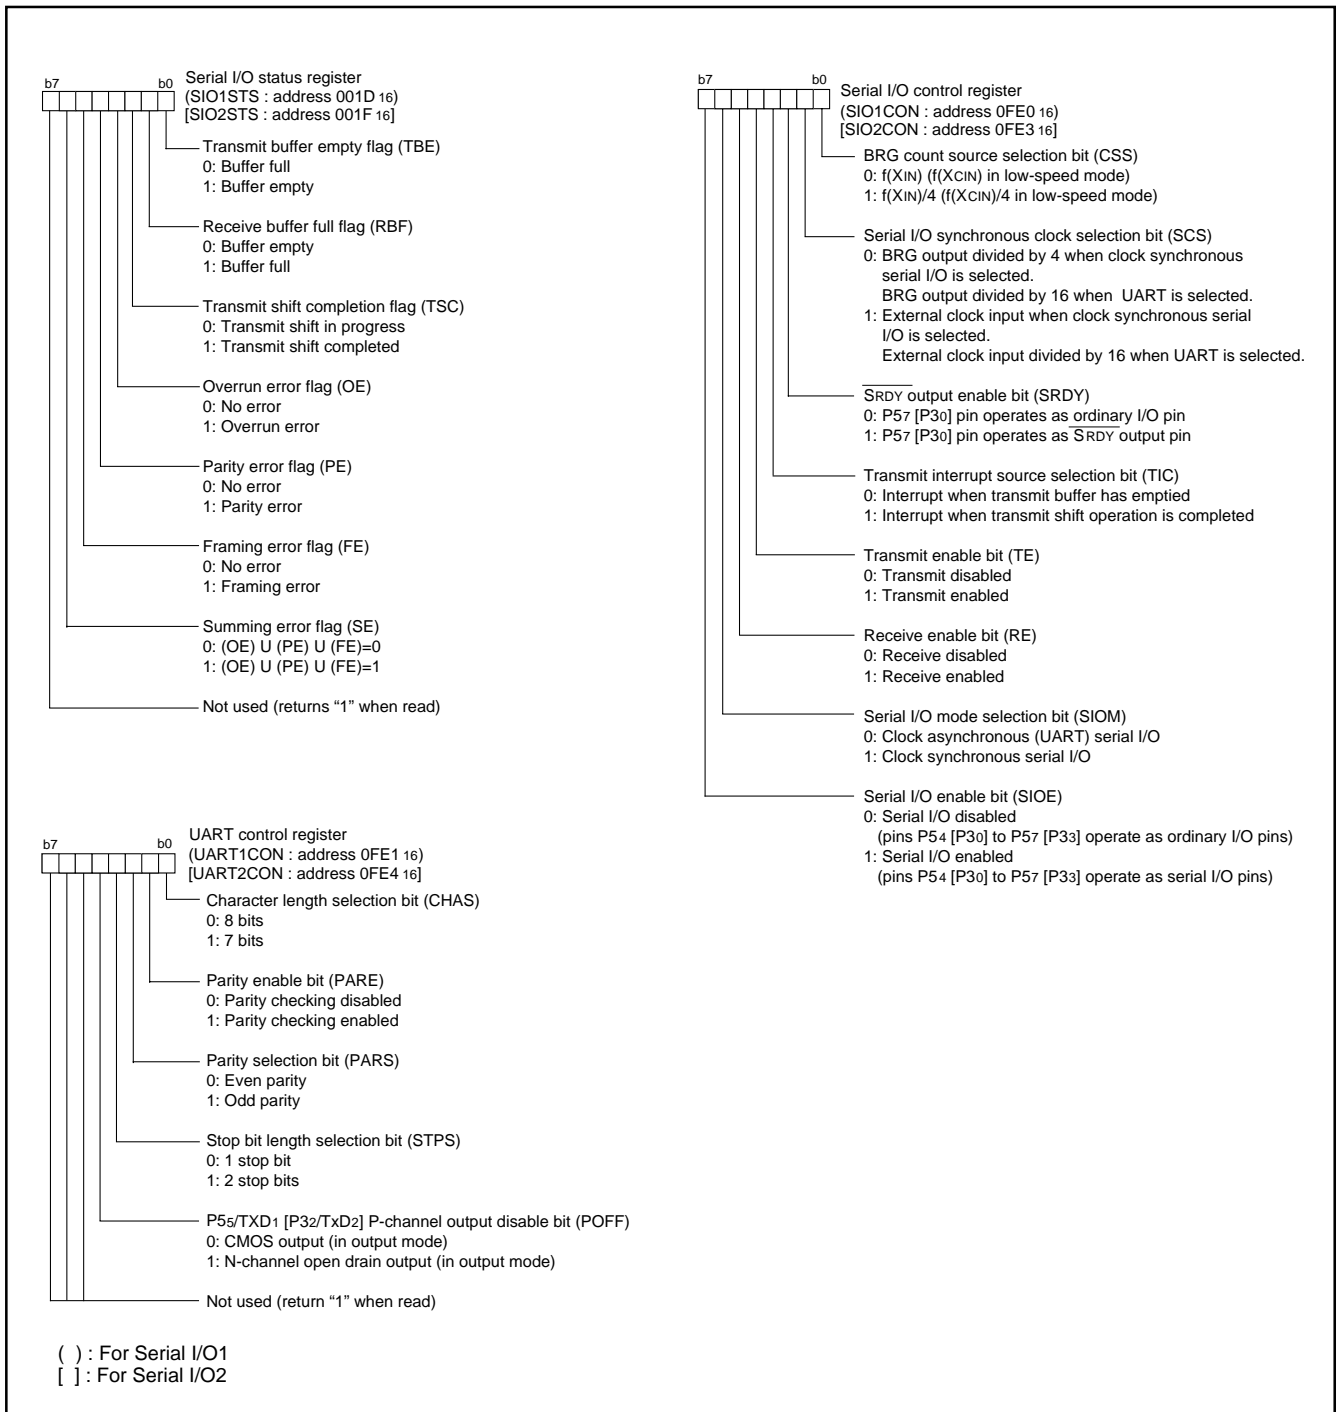 b7 b0
Serial I/O status register
(SIO1STS : address 001D 16)
[SIO2STS : address 001F 16]
Transmit buffer empty flag (TBE)
0: Buffer full
1: Buffer empty
Receive buffer full flag (RBF)
0: Buffer empty
1: Buffer full
Transmit shift completion flag (TSC)
0: Transmit shift in progress
1: Transmit shift completed
Overrun error flag (OE)
0: No error
1: Overrun error
Parity error flag (PE)
0: No error
1: Parity error
Framing error flag (FE)
0: No error
1: Framing error
Summing error flag (SE)
0: (OE) U (PE) U (FE)=0
1: (OE) U (PE) U (FE)=1
Not used (returns “1” when read)
b7 b0
UART control register
(UART1CON : address 0FE1 16)
[UART2CON : address 0FE4 16]
Character length selection bit (CHAS)
0: 8 bits
1: 7 bits
Parity enable bit (PARE)
0: Parity checking disabled
1: Parity checking enabled
Parity selection bit (PARS)
0: Even parity
1: Odd parity
Stop bit length selection bit (STPS)
0: 1 stop bit
1: 2 stop bits
P55/TXD1 [P32/TxD2] P-channel output disable bit (POFF)
0: CMOS output (in output mode)
1: N-channel open drain output (in output mode)
Not used (return “1” when read)
( ) : For Serial I/O1
[ ] : For Serial I/O2
b7 b0
Serial I/O control register
(SIO1CON : address 0FE0 16)
[SIO2CON : address 0FE3 16]
BRG count source selection bit (CSS)
0: f(XIN) (f(XCIN) in low-speed mode)
1: f(XIN)/4 (f(XCIN)/4 in low-speed mode)
Serial I/O synchronous clock selection bit (SCS)
0: BRG output divided by 4 when clock synchronous
serial I/O is selected.
BRG output divided by 16 when UART is selected.
1: External clock input when clock synchronous serial
I/O is selected.
External clock input divided by 16 when UART is selected.
SRDY output enable bit (SRDY)
0: P57 [P30] pin operates as ordinary I/O pin
1: P57 [P30] pin operates as SRDY output pin
Transmit interrupt source selection bit (TIC)
0: Interrupt when transmit buffer has emptied
1: Interrupt when transmit shift operation is completed
Transmit enable bit (TE)
0: Transmit disabled
1: Transmit enabled
Receive enable bit (RE)
0: Receive disabled
1: Receive enabled
Serial I/O mode selection bit (SIOM)
0: Clock asynchronous (UART) serial I/O
1: Clock synchronous serial I/O
Serial I/O enable bit (SIOE)
0: Serial I/O disabled
(pins P54 [P30] to P57 [P33] operate as ordinary I/O pins)
1: Serial I/O enabled
(pins P54 [P30] to P57 [P33] operate as serial I/O pins)